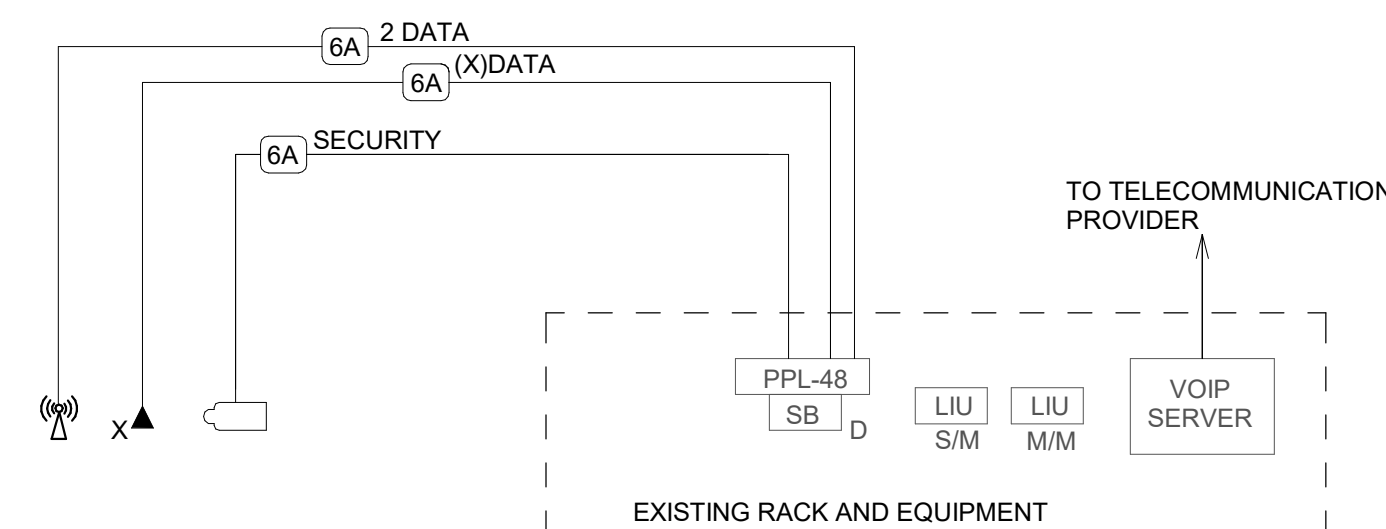 6A 2 DATA
6A (X)DATA
6A SECURITY
TO TELECOMMUNICATION
PROVIDER
PPL-48
SB D
LIU
S/M
LIU
M/M
VOIP
SERVER
X
EXISTING RACK AND EQUIPMENT